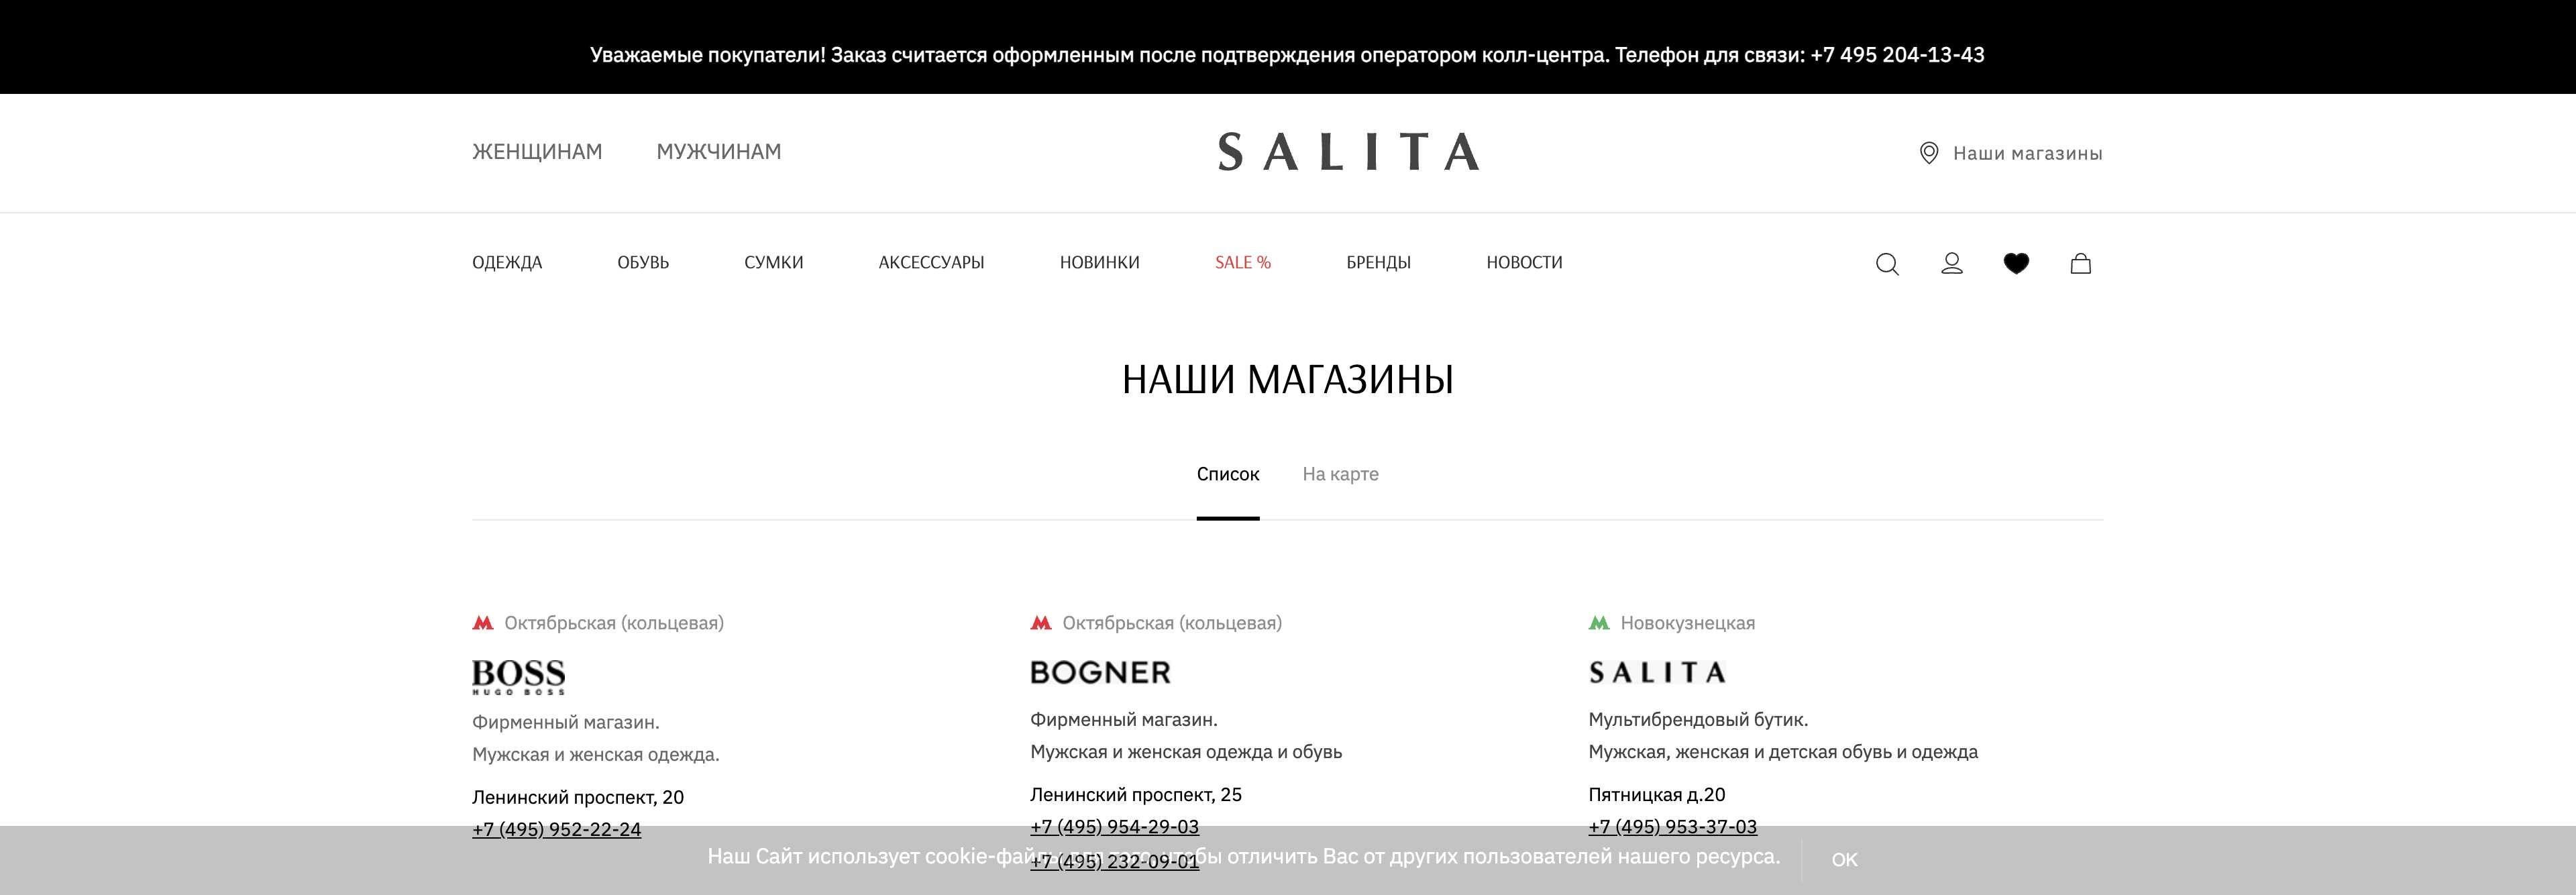 Уважаемые покупатели! Заказ считается оформленным после подтверждения оператором колл-центра. Телефон для связи: +7 495 204-13-43
ЖЕНЩИНАМ МУЖЧИНАМ SALITA Наши магазины
ОДЕЖДА ОБУВЬ СУМКИ АКСЕССУАРЫ НОВИНКИ SALE % БРЕНДЫ НОВОСТИ
НАШИ МАГАЗИНЫ
Список На карте
Октябрьская (кольцевая)
BOSS
HUGO BOSS
Фирменный магазин.
Мужская и женская одежда.
Ленинский проспект, 20
+7 (495) 952-22-24
Октябрьская (кольцевая)
BOGNER
Фирменный магазин.
Мужская и женская одежда и обувь
Ленинский проспект, 25
+7 (495) 954-29-03
+7 (495) 232-09-01
Новокузнецкая
SALITA
Мультибрендовый бутик.
Мужская, женская и детская обувь и одежда
Пятницкая д.20
+7 (495) 953-37-03
Наш Сайт использует cookie-файлы для того, чтобы отличить Вас от других пользователей нашего ресурса. OK